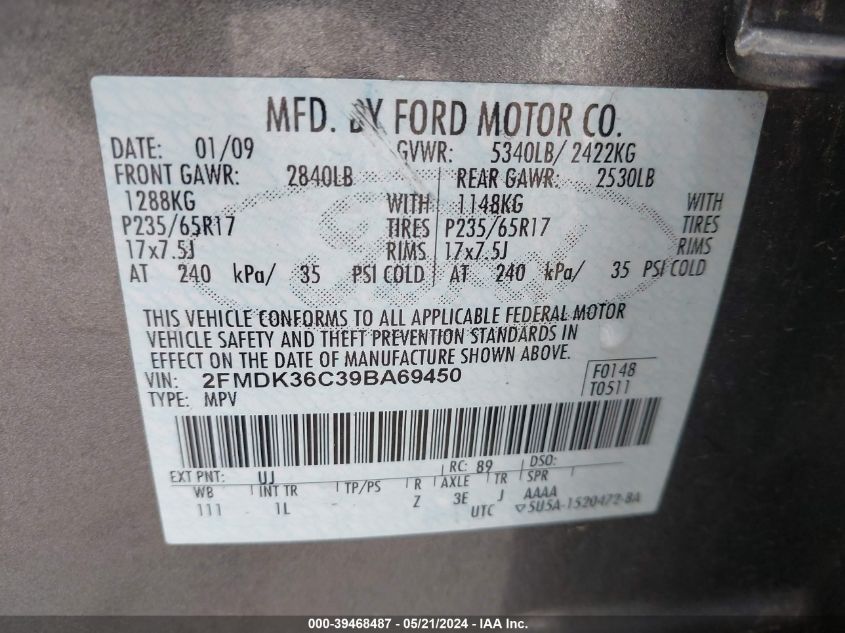 MFD. BY FORD MOTOR CO.
DATE: 01/09 GVWR: 5340LB/ 2422KG
FRONT GAWR: 2840LB REAR GAWR: 2530LB
1288KG WITH 1148KG WITH
P235/65R17 TIRES P235/65R17 TIRES
17x7.5J RIMS 17x7.5J RIMS
AT 240 kPa/ 35 PSI COLD AT 240 kPa/ 35 PSI COLD
THIS VEHICLE CONFORMS TO ALL APPLICABLE FEDERAL MOTOR
VEHICLE SAFETY AND THEFT PREVENTION STANDARDS IN
EFFECT ON THE DATE OF MANUFACTURE SHOWN ABOVE.
VIN: 2FMDK36C39BA69450 F0148
TYPE: MPV T0511
EXT PNT: UJ RC: 89 DSO:
WB INT TR TP/PS R AXLE TR SPR
111 1L Z 3E J AAAA
UTC ▽5U5A-1520472-8A
000-39468487 - 05/21/2024 - IAA Inc.